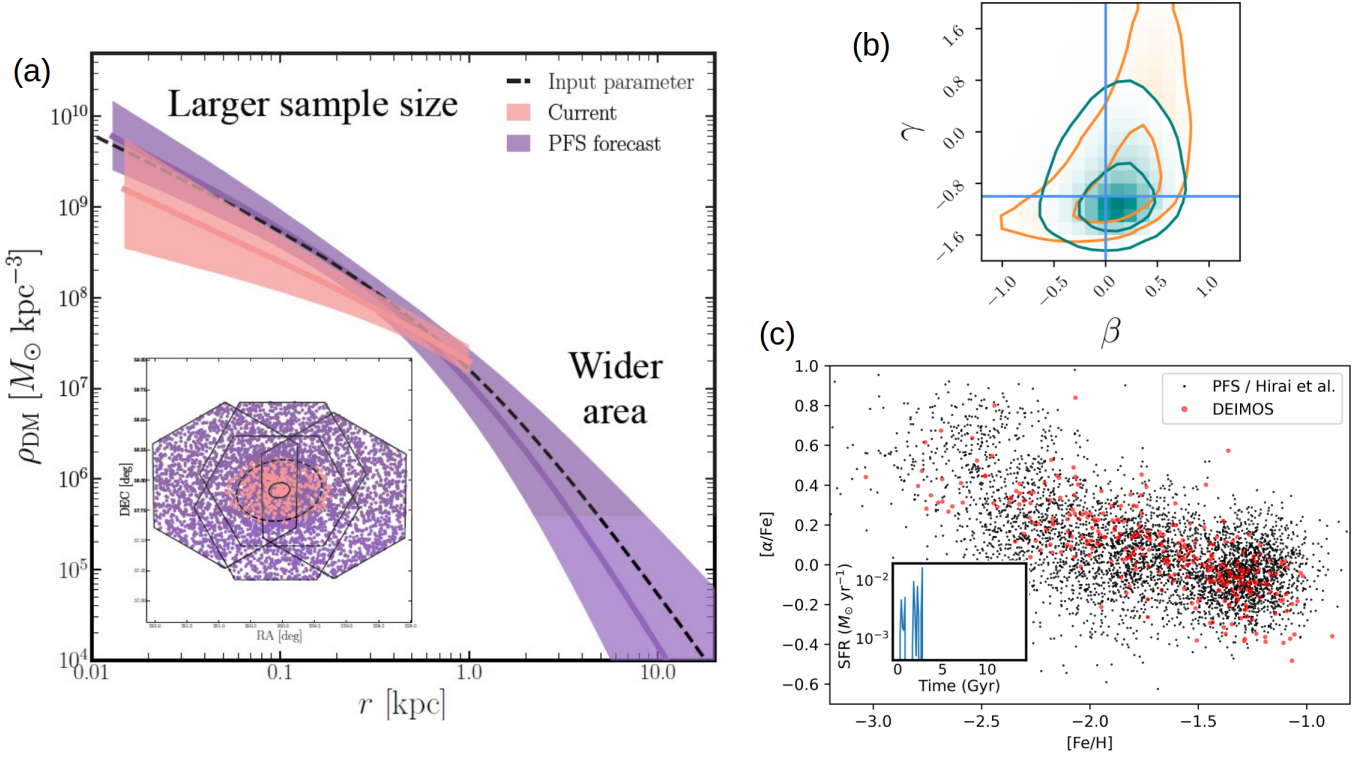 (a)
Larger sample size
Input parameter
Current
PFS forecast
Wider
area
ρDM [M⊙ kpc−3]
10^10
10^9
10^8
10^7
10^6
10^5
10^4
0.01
0.1
1.0
10.0
r [kpc]
DEC [deg]
RA [deg]
(b)
γ
1.6
0.8
0.0
−0.8
−1.6
−1.0
−0.5
0.0
0.5
1.0
β
(c)
PFS / Hirai et al.
DEIMOS
[α/Fe]
1.0
0.8
0.6
0.4
0.2
0.0
−0.2
−0.4
−0.6
SFR (M⊙ yr−1)
10−2
10−3
0
5
10
Time (Gyr)
−3.0
−2.5
−2.0
−1.5
−1.0
[Fe/H]